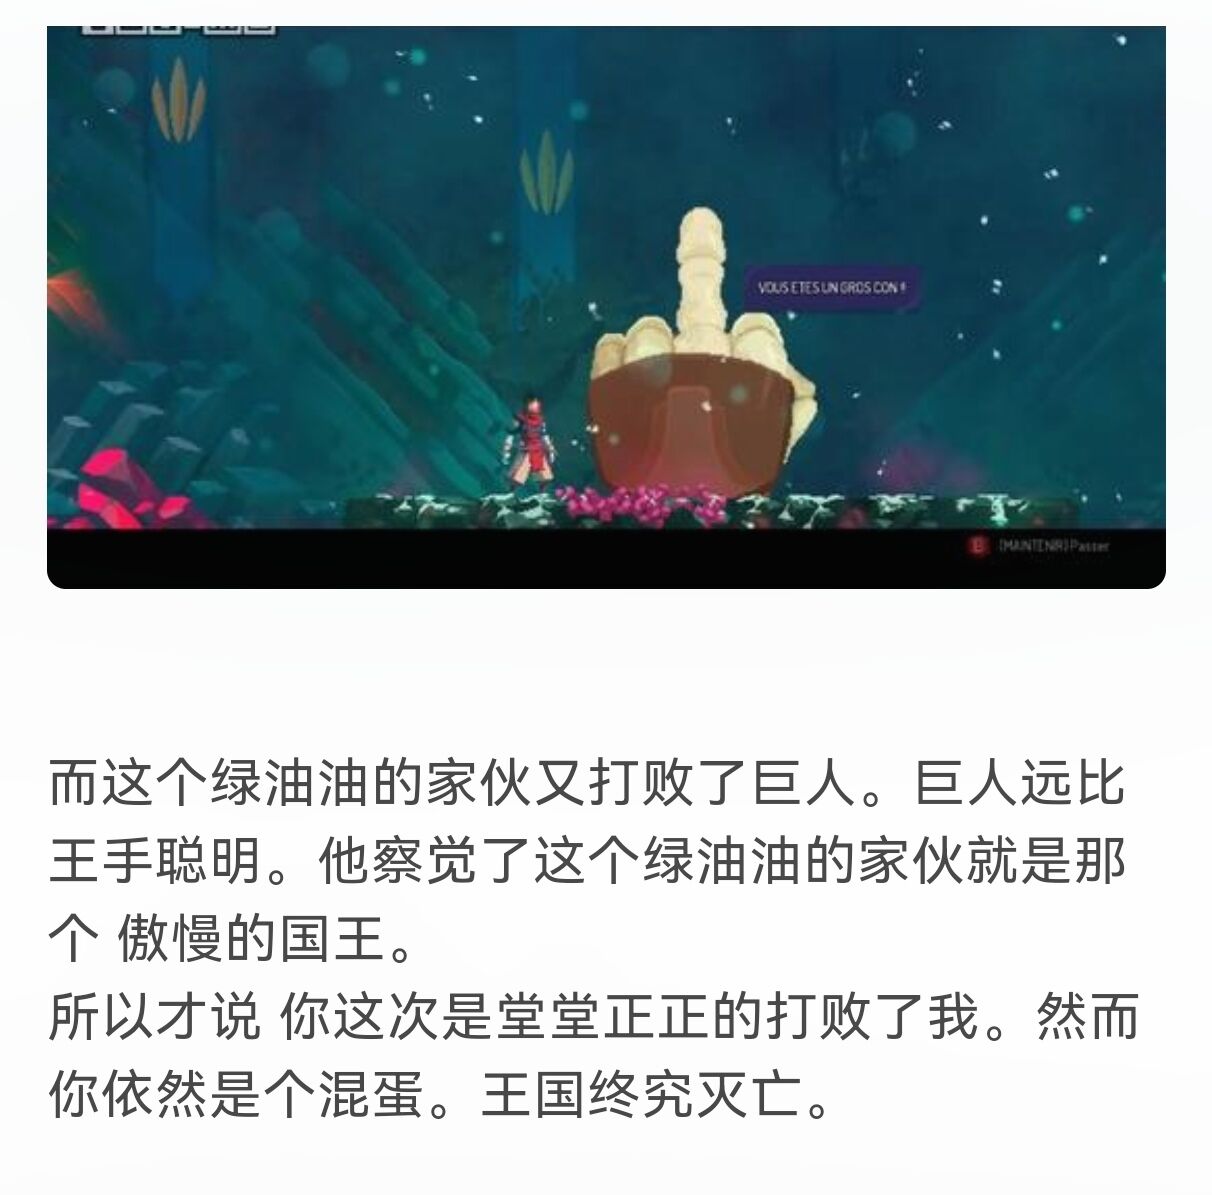 VOUS ETES UN GROS CON !
[MAINTENIR] Passer
而这个绿油油的家伙又打败了巨人。巨人远比
王手聪明。他察觉了这个绿油油的家伙就是那
个 傲慢的国王。
所以才说 你这次是堂堂正正的打败了我。然而
你依然是个混蛋。王国终究灭亡。